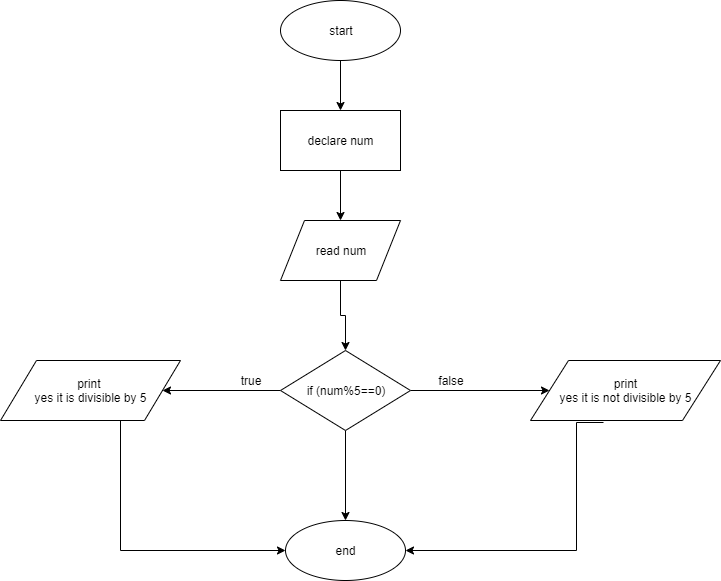 start
declare num
read num
true
if (num%5==0)
false
print
yes it is divisible by 5
print
yes it is not divisible by 5
end